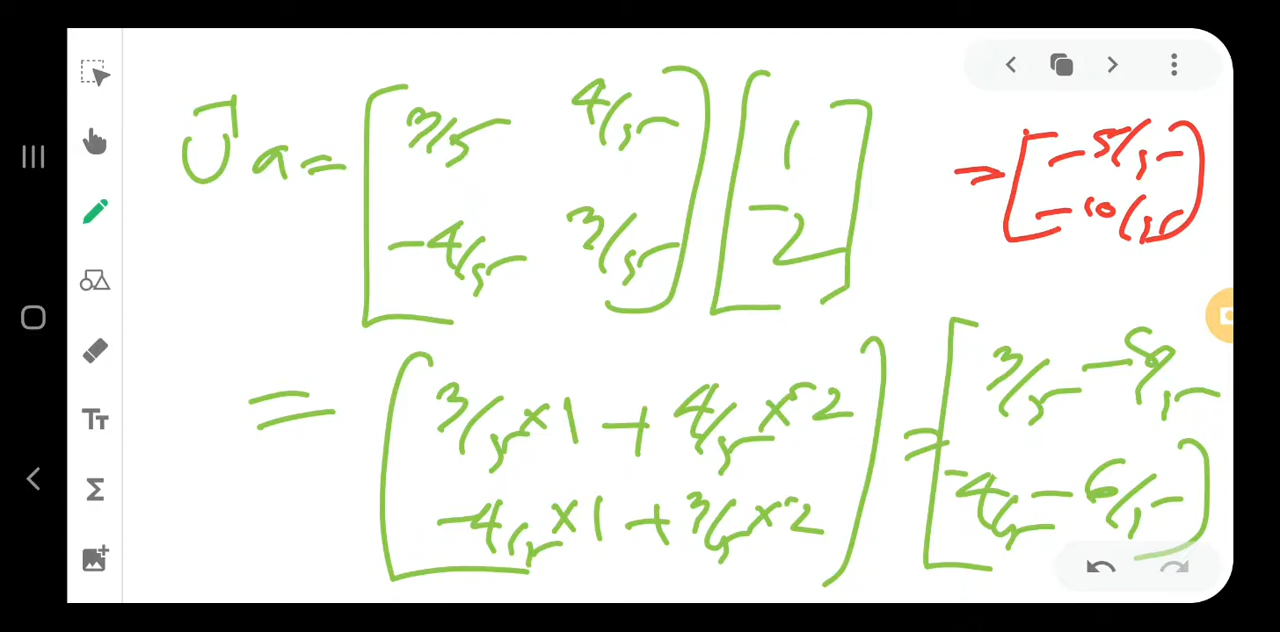 U⃗a = [3/5 4/5; -4/5 3/5] [1; -2] = [-5/5; -10/5]
= [3/5×1 + 4/5×-2; -4/5×1 + 3/5×-2] = [3/5 - 8/5; -4/5 - 6/5]
TT
Σ